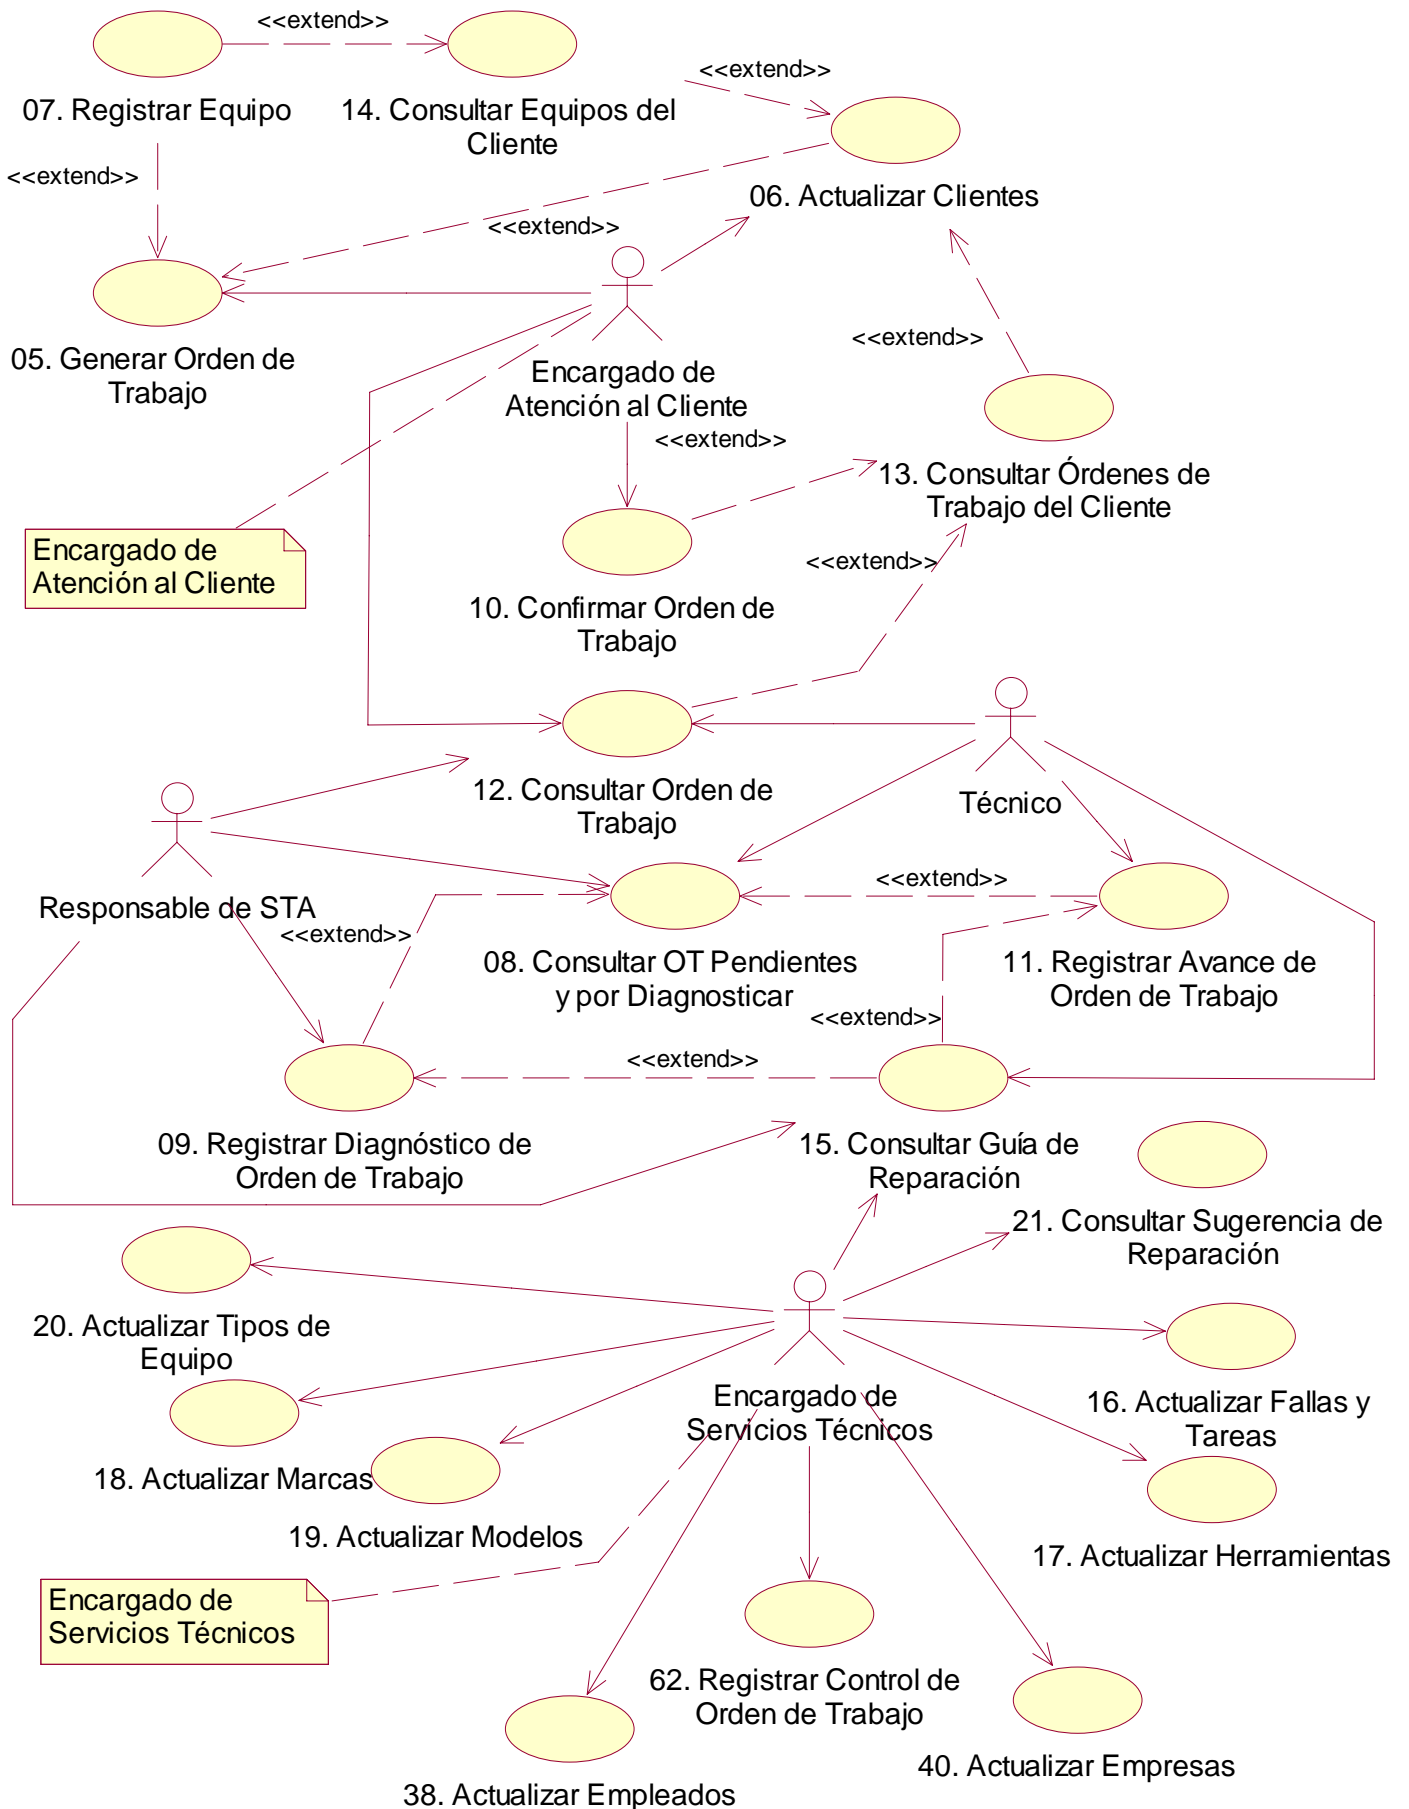 <<extend>>
07. Registrar Equipo
14. Consultar Equipos del
Cliente
<<extend>>
<<extend>>
06. Actualizar Clientes
<<extend>>
05. Generar Orden de
Trabajo
Encargado de
Atención al Cliente
<<extend>>
<<extend>>
13. Consultar Órdenes de
Trabajo del Cliente
Encargado de
Atención al Cliente
<<extend>>
10. Confirmar Orden de
Trabajo
12. Consultar Orden de
Trabajo
Técnico
Responsable de STA
<<extend>>
<<extend>>
08. Consultar OT Pendientes
y por Diagnosticar
11. Registrar Avance de
Orden de Trabajo
<<extend>>
<<extend>>
09. Registrar Diagnóstico de
Orden de Trabajo
15. Consultar Guía de
Reparación
21. Consultar Sugerencia de
Reparación
20. Actualizar Tipos de
Equipo
Encargado de
Servicios Técnicos
16. Actualizar Fallas y
Tareas
18. Actualizar Marcas
19. Actualizar Modelos
17. Actualizar Herramientas
Encargado de
Servicios Técnicos
62. Registrar Control de
Orden de Trabajo
40. Actualizar Empresas
38. Actualizar Empleados